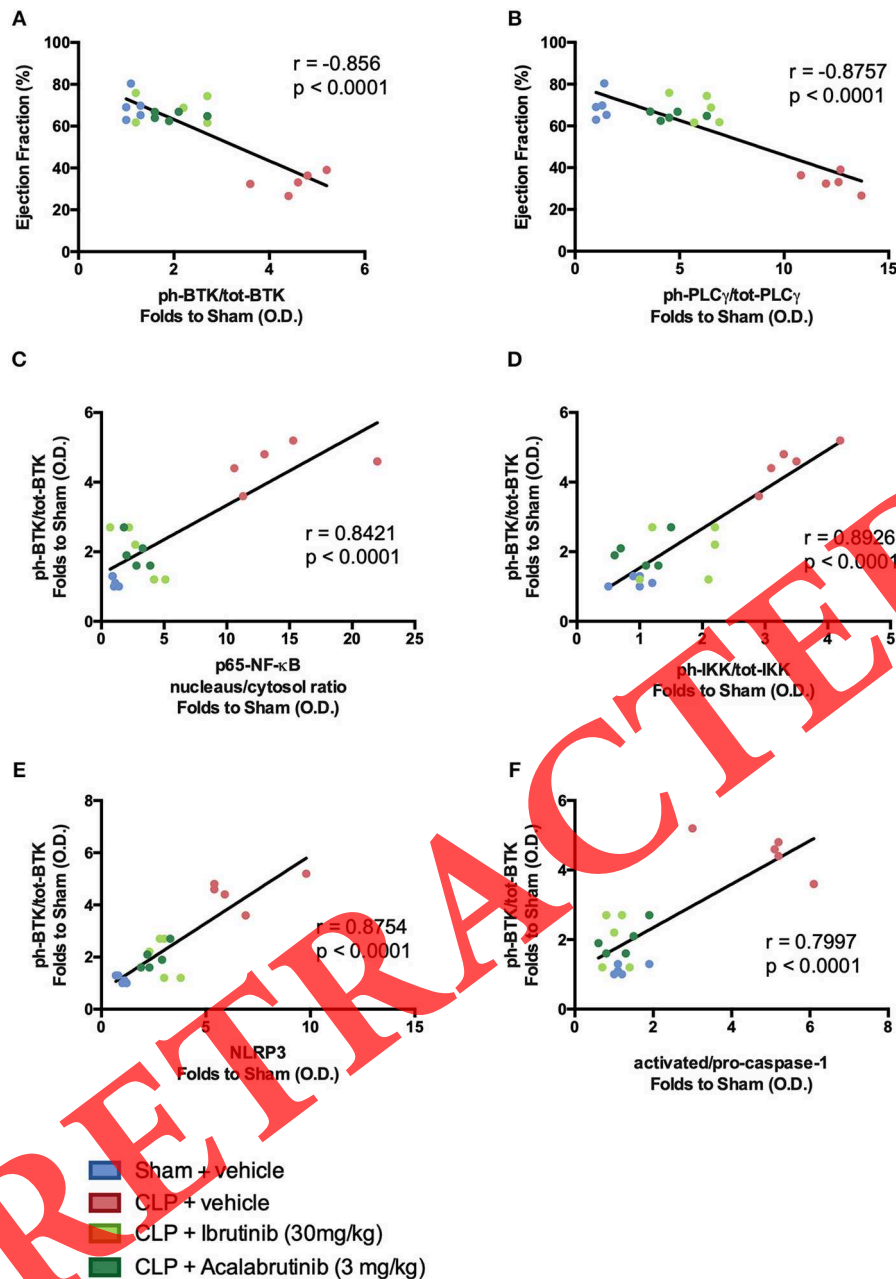 A
Ejection Fraction (%)
100
80
60
40
20
0
0
2
4
6
r = -0.856
p < 0.0001
ph-BTK/tot-BTK
Folds to Sham (O.D.)
B
Ejection Fraction (%)
100
80
60
40
20
0
0
5
10
15
r = -0.8757
p < 0.0001
ph-PLCγ/tot-PLCγ
Folds to Sham (O.D.)
C
ph-BTK/tot-BTK
Folds to Sham (O.D.)
6
4
2
0
0
5
10
15
20
25
r = 0.8421
p < 0.0001
p65-NF-κB
nucleaus/cytosol ratio
Folds to Sham (O.D.)
D
ph-BTK/tot-BTK
Folds to Sham (O.D.)
6
4
2
0
0
1
2
3
4
5
r = 0.8926
p < 0.0001
ph-IKK/tot-IKK
Folds to Sham (O.D.)
E
ph-BTK/tot-BTK
Folds to Sham (O.D.)
8
6
4
2
0
0
5
10
15
r = 0.8754
p < 0.0001
NLRP3
Folds to Sham (O.D.)
F
ph-BTK/tot-BTK
Folds to Sham (O.D.)
6
4
2
0
0
2
4
6
8
r = 0.7997
p < 0.0001
activated/pro-caspase-1
Folds to Sham (O.D.)
Sham + vehicle
CLP + vehicle
CLP + Ibrutinib (30mg/kg)
CLP + Acalabrutinib (3 mg/kg)
RETRACTED